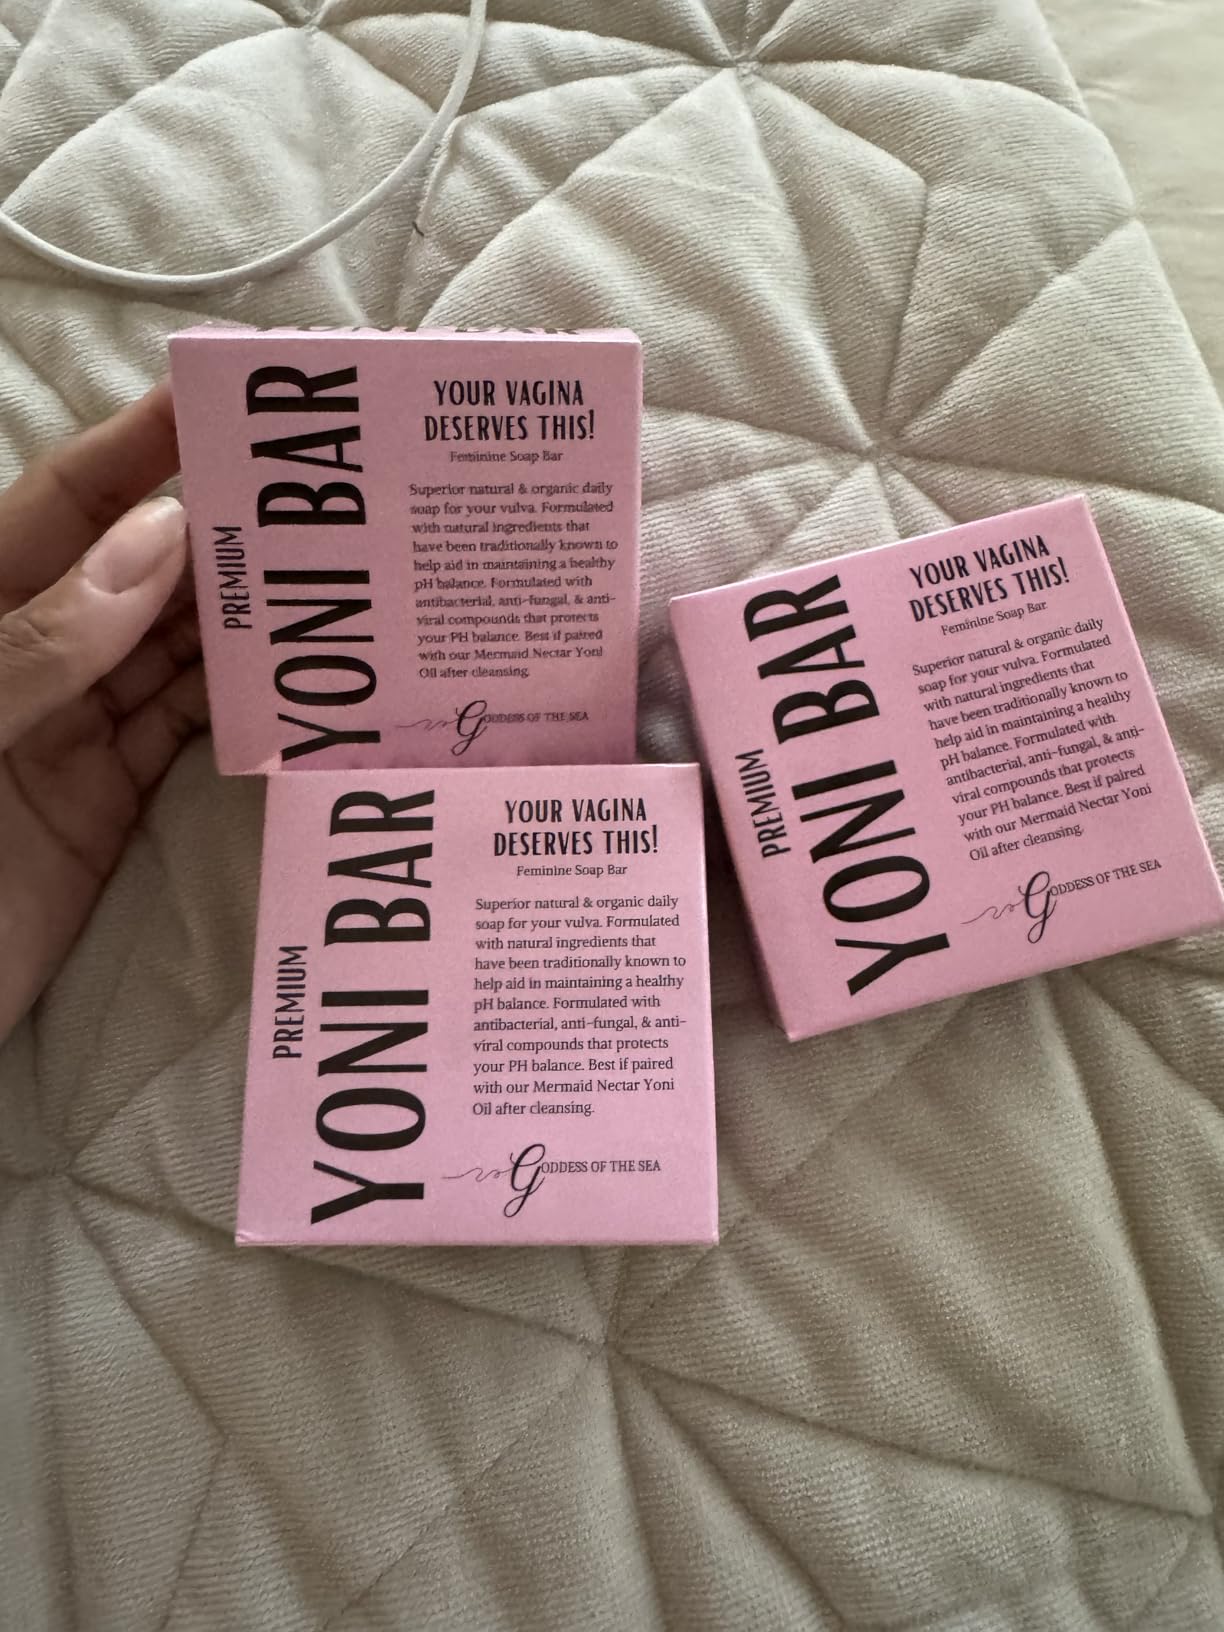 YONI BAR
PREMIUM
YONI BAR
YOUR VAGINA
DESERVES THIS!
Feminine Soap Bar
Superior natural & organic daily
soap for your vulva. Formulated
with natural ingredients that
have been traditionally known to
help aid in maintaining a healthy
pH balance. Formulated with
antibacterial, anti-fungal, & anti-
viral compounds that protects
your PH balance. Best if paired
with our Mermaid Nectar Yoni
Oil after cleansing.
GODDESS OF THE SEA
PREMIUM
YONI BAR
YOUR VAGINA
DESERVES THIS!
Feminine Soap Bar
Superior natural & organic daily
soap for your vulva. Formulated
with natural ingredients that
have been traditionally known to
help aid in maintaining a healthy
pH balance. Formulated with
antibacterial, anti-fungal, & anti-
viral compounds that protects
your PH balance. Best if paired
with our Mermaid Nectar Yoni
Oil after cleansing.
GODDESS OF THE SEA
PREMIUM
YONI BAR
YOUR VAGINA
DESERVES THIS!
Feminine Soap Bar
Superior natural & organic daily
soap for your vulva. Formulated
with natural ingredients that
have been traditionally known to
help aid in maintaining a healthy
pH balance. Formulated with
antibacterial, anti-fungal, & anti-
viral compounds that protects
your PH balance. Best if paired
with our Mermaid Nectar Yoni
Oil after cleansing.
GODDESS OF THE SEA